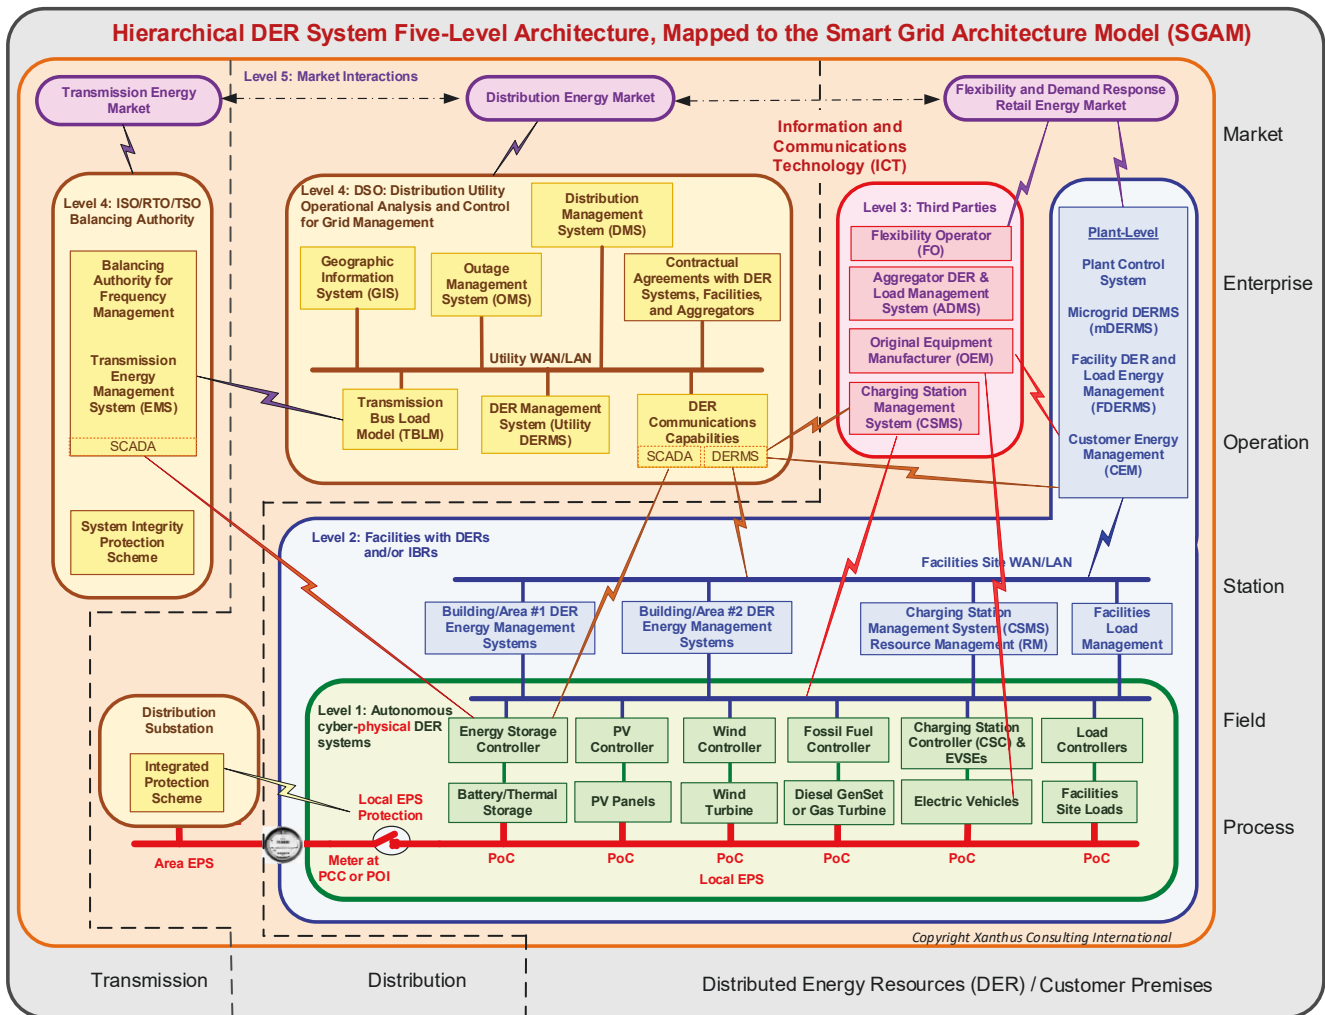 Hierarchical DER System Five-Level Architecture, Mapped to the Smart Grid Architecture Model (SGAM)
Level 5: Market Interactions
Transmission Energy
Market
Distribution Energy Market
Flexibility and Demand Response
Retail Energy Market
Information and
Communications
Technology (ICT)
Market
Enterprise
Operation
Station
Field
Process
Level 4: ISO/RTO/TSO
Balancing Authority
Balancing
Authority for
Frequency
Management
Transmission
Energy
Management
System (EMS)
SCADA
System Integrity
Protection
Scheme
Level 4: DSO: Distribution Utility
Operational Analysis and Control
for Grid Management
Distribution
Management
System (DMS)
Geographic
Information
System (GIS)
Outage
Management
System (OMS)
Contractual
Agreements with DER
Systems, Facilities,
and Aggregators
Utility WAN/LAN
Transmission
Bus Load
Model (TBLM)
DER Management
System (Utility
DERMS)
DER
Communications
Capabilities
SCADA
DERMS
Level 3: Third Parties
Flexibility Operator
(FO)
Aggregator DER &
Load Management
System (ADMS)
Original Equipment
Manufacturer (OEM)
Charging Station
Management
System (CSMS)
Plant-Level
Plant Control
System
Microgrid DERMS
(mDERMS)
Facility DER and
Load Energy
Management
(FDERMS)
Customer Energy
Management
(CEM)
Level 2: Facilities with DERs
and/or IBRs
Facilities Site WAN/LAN
Building/Area #1 DER
Energy Management
Systems
Building/Area #2 DER
Energy Management
Systems
Charging Station
Management System (CSMS)
Resource Management (RM)
Facilities
Load
Management
Level 1: Autonomous
cyber-physical DER
systems
Energy Storage
Controller
PV
Controller
Wind
Controller
Fossil Fuel
Controller
Charging Station
Controller (CSC) &
EVSEs
Load
Controllers
Battery/Thermal
Storage
PV Panels
Wind
Turbine
Diesel GenSet
or Gas Turbine
Electric Vehicles
Facilities
Site Loads
Distribution
Substation
Integrated
Protection
Scheme
Local EPS
Protection
Area EPS
Meter at
PCC or POI
PoC
PoC
PoC
PoC
PoC
PoC
Local EPS
Copyright Xanthus Consulting International
Transmission
Distribution
Distributed Energy Resources (DER) / Customer Premises